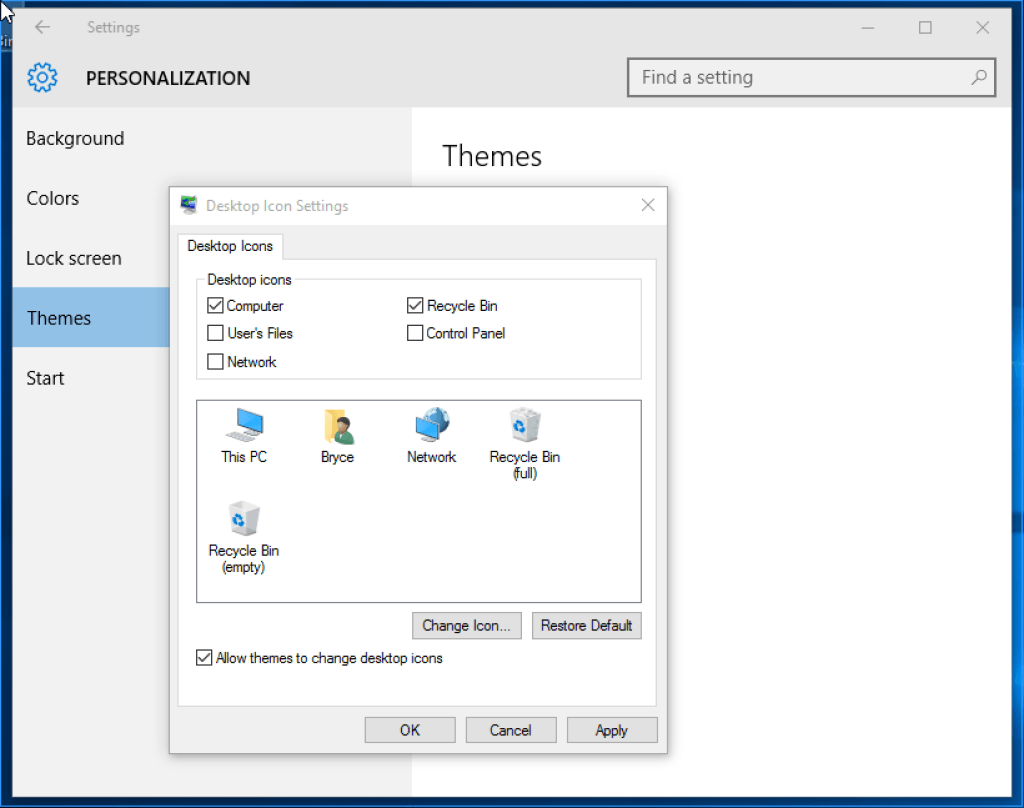 Settings
PERSONALIZATION
Find a setting
Background
Colors
Lock screen
Themes
Start
Themes
Desktop Icon Settings
Desktop Icons
Desktop icons
Computer
Recycle Bin
User's Files
Control Panel
Network
This PC
Bryce
Network
Recycle Bin
(full)
Recycle Bin
(empty)
Change Icon...
Restore Default
Allow themes to change desktop icons
OK
Cancel
Apply